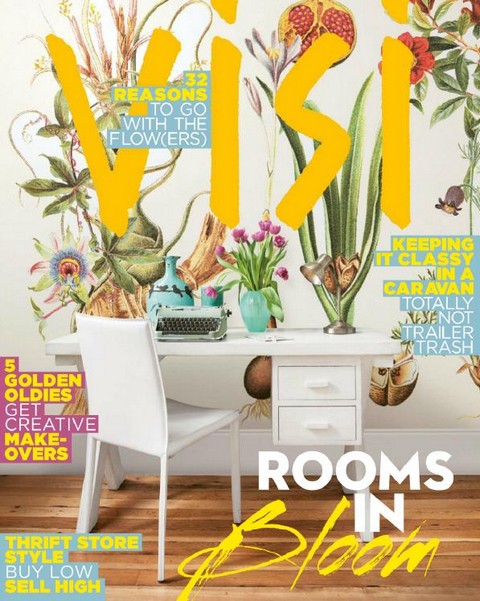 VISI
32
REASONS
TO GO
WITH THE
FLOW(ERS)
KEEPING
IT CLASSY
IN A
CARAVAN
TOTALLY
NOT
TRAILER
TRASH
5
GOLDEN
OLDIES
GET
CREATIVE
MAKE-
OVERS
ROOMS
IN
Bloom
THRIFT STORE
STYLE
BUY LOW
SELL HIGH